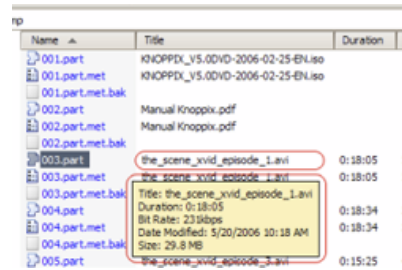 mp
Name Title Duration
001.part KNOPPIX_V5.0DVD-2006-02-25-EN.iso
001.part.met KNOPPIX_V5.0DVD-2006-02-25-EN.iso
001.part.met.bak
002.part Manual Knoppix.pdf
002.part.met Manual Knoppix.pdf
002.part.met.bak
003.part the_scene_xvid_episode_1.avi 0:18:05
003.part.met the_scene_xvid_episode_1.avi 0:18:05
003.part.met.bak
Title: the_scene_xvid_episode_1.avi
004.part Duration: 0:18:05 0:18:34
Bit Rate: 231kbps
004.part.met Date Modified: 5/20/2006 10:18 AM 0:18:34
004.part.met.bak Size: 29.8 MB
005.part the_scene_xvid_episode_3.avi 0:15:25